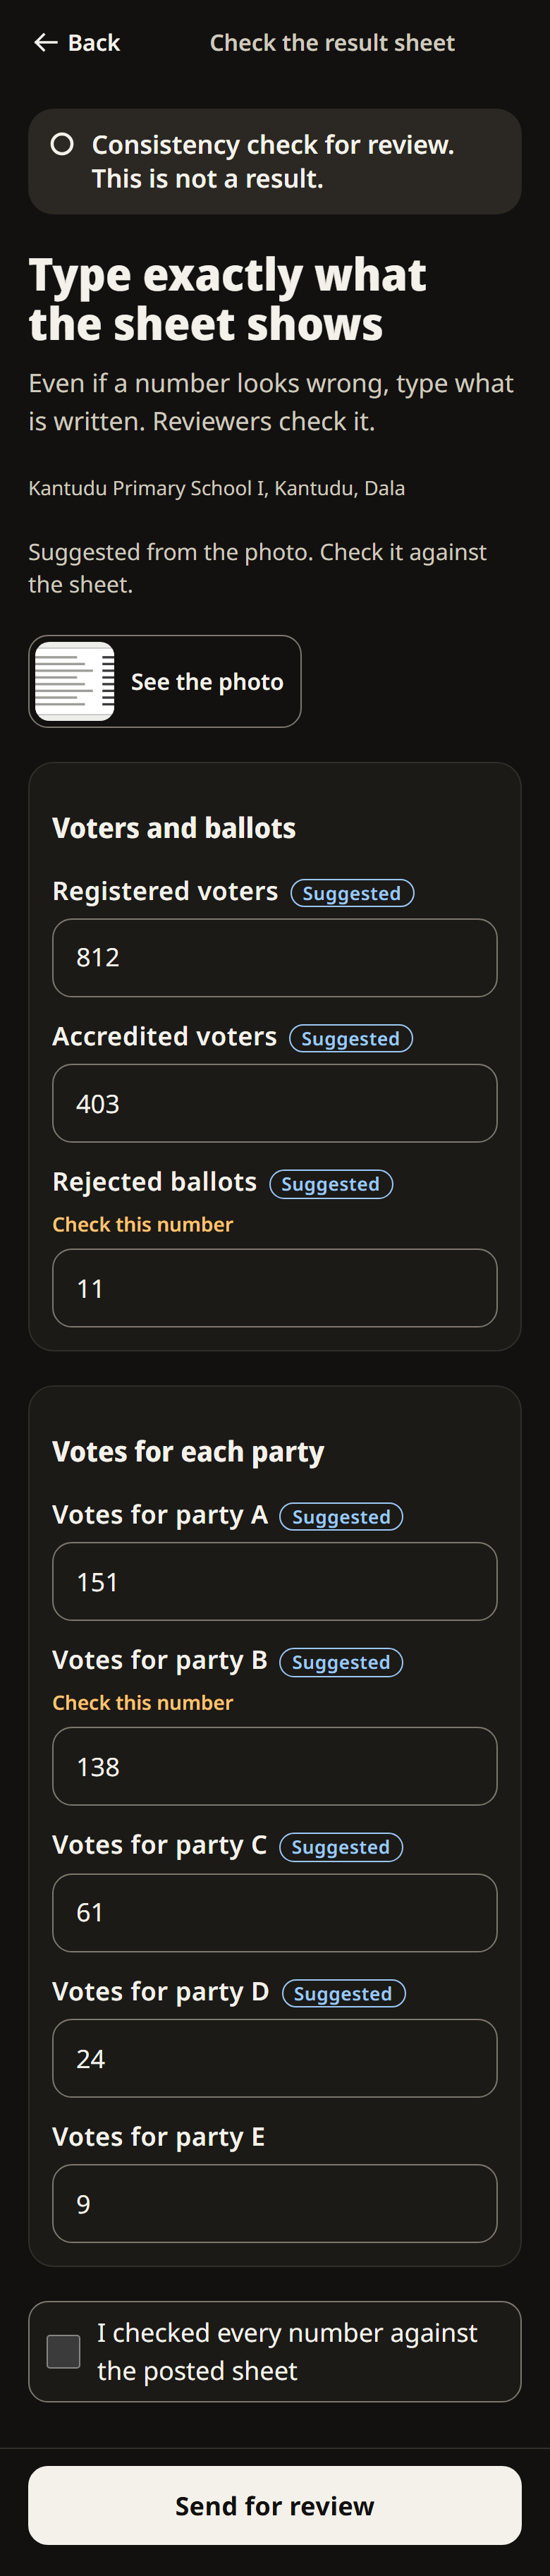 Back
Check the result sheet
Consistency check for review.
This is not a result.
Type exactly what
the sheet shows
Even if a number looks wrong, type what
is written. Reviewers check it.
Kantudu Primary School I, Kantudu, Dala
Suggested from the photo. Check it against
the sheet.
See the photo
Voters and ballots
Registered voters Suggested
812
Accredited voters Suggested
403
Rejected ballots Suggested
Check this number
11
Votes for each party
Votes for party A Suggested
151
Votes for party B Suggested
Check this number
138
Votes for party C Suggested
61
Votes for party D Suggested
24
Votes for party E
9
I checked every number against
the posted sheet
Send for review